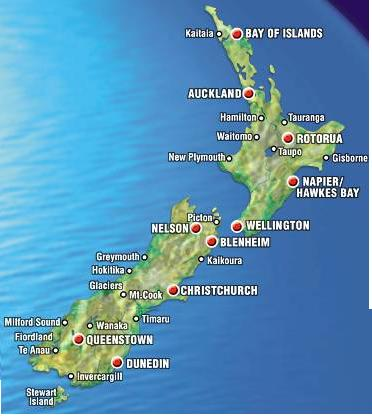 Kaitaia
BAY OF ISLANDS
AUCKLAND
Hamilton
Tauranga
Waitomo
ROTORUA
Taupo
New Plymouth
Gisborne
NAPIER/
HAWKES BAY
Picton
NELSON
WELLINGTON
BLENHEIM
Greymouth
Kaikoura
Hokitika
Glaciers
Mt.Cook
CHRISTCHURCH
Milford Sound
Wanaka
Timaru
Fiordland
QUEENSTOWN
Te Anau
DUNEDIN
Invercargill
Stewart
Island